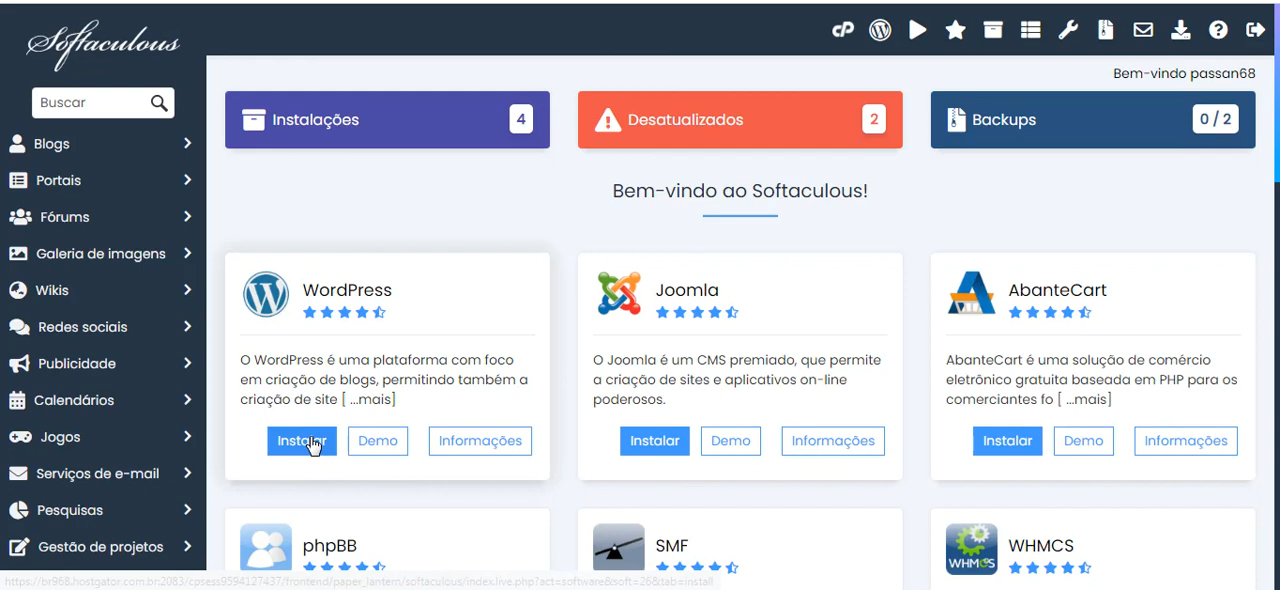 Softaculous
Bem-vindo passan68
Buscar
Blogs
Portais
Fórums
Galeria de imagens
Wikis
Redes sociais
Publicidade
Calendários
Jogos
Serviços de e-mail
Pesquisas
Gestão de projetos
Instalações 4
Desatualizados 2
Backups 0 / 2
Bem-vindo ao Softaculous!
WordPress
O WordPress é uma plataforma com foco
em criação de blogs, permitindo também a
criação de site [ ...mais]
Instalar Demo Informações
Joomla
O Joomla é um CMS premiado, que permite
a criação de sites e aplicativos on-line
poderosos.
Instalar Demo Informações
AbanteCart
AbanteCart é uma solução de comércio
eletrônico gratuita baseada em PHP para os
comerciantes fo [ ...mais]
Instalar Demo Informações
phpBB
SMF
WHMCS
WHMCS
https://br968.hostgator.com.br:2083/cpsess9594127437/frontend/paper_lantern/softaculous/index.live.php?act=software&soft=26&tab=install